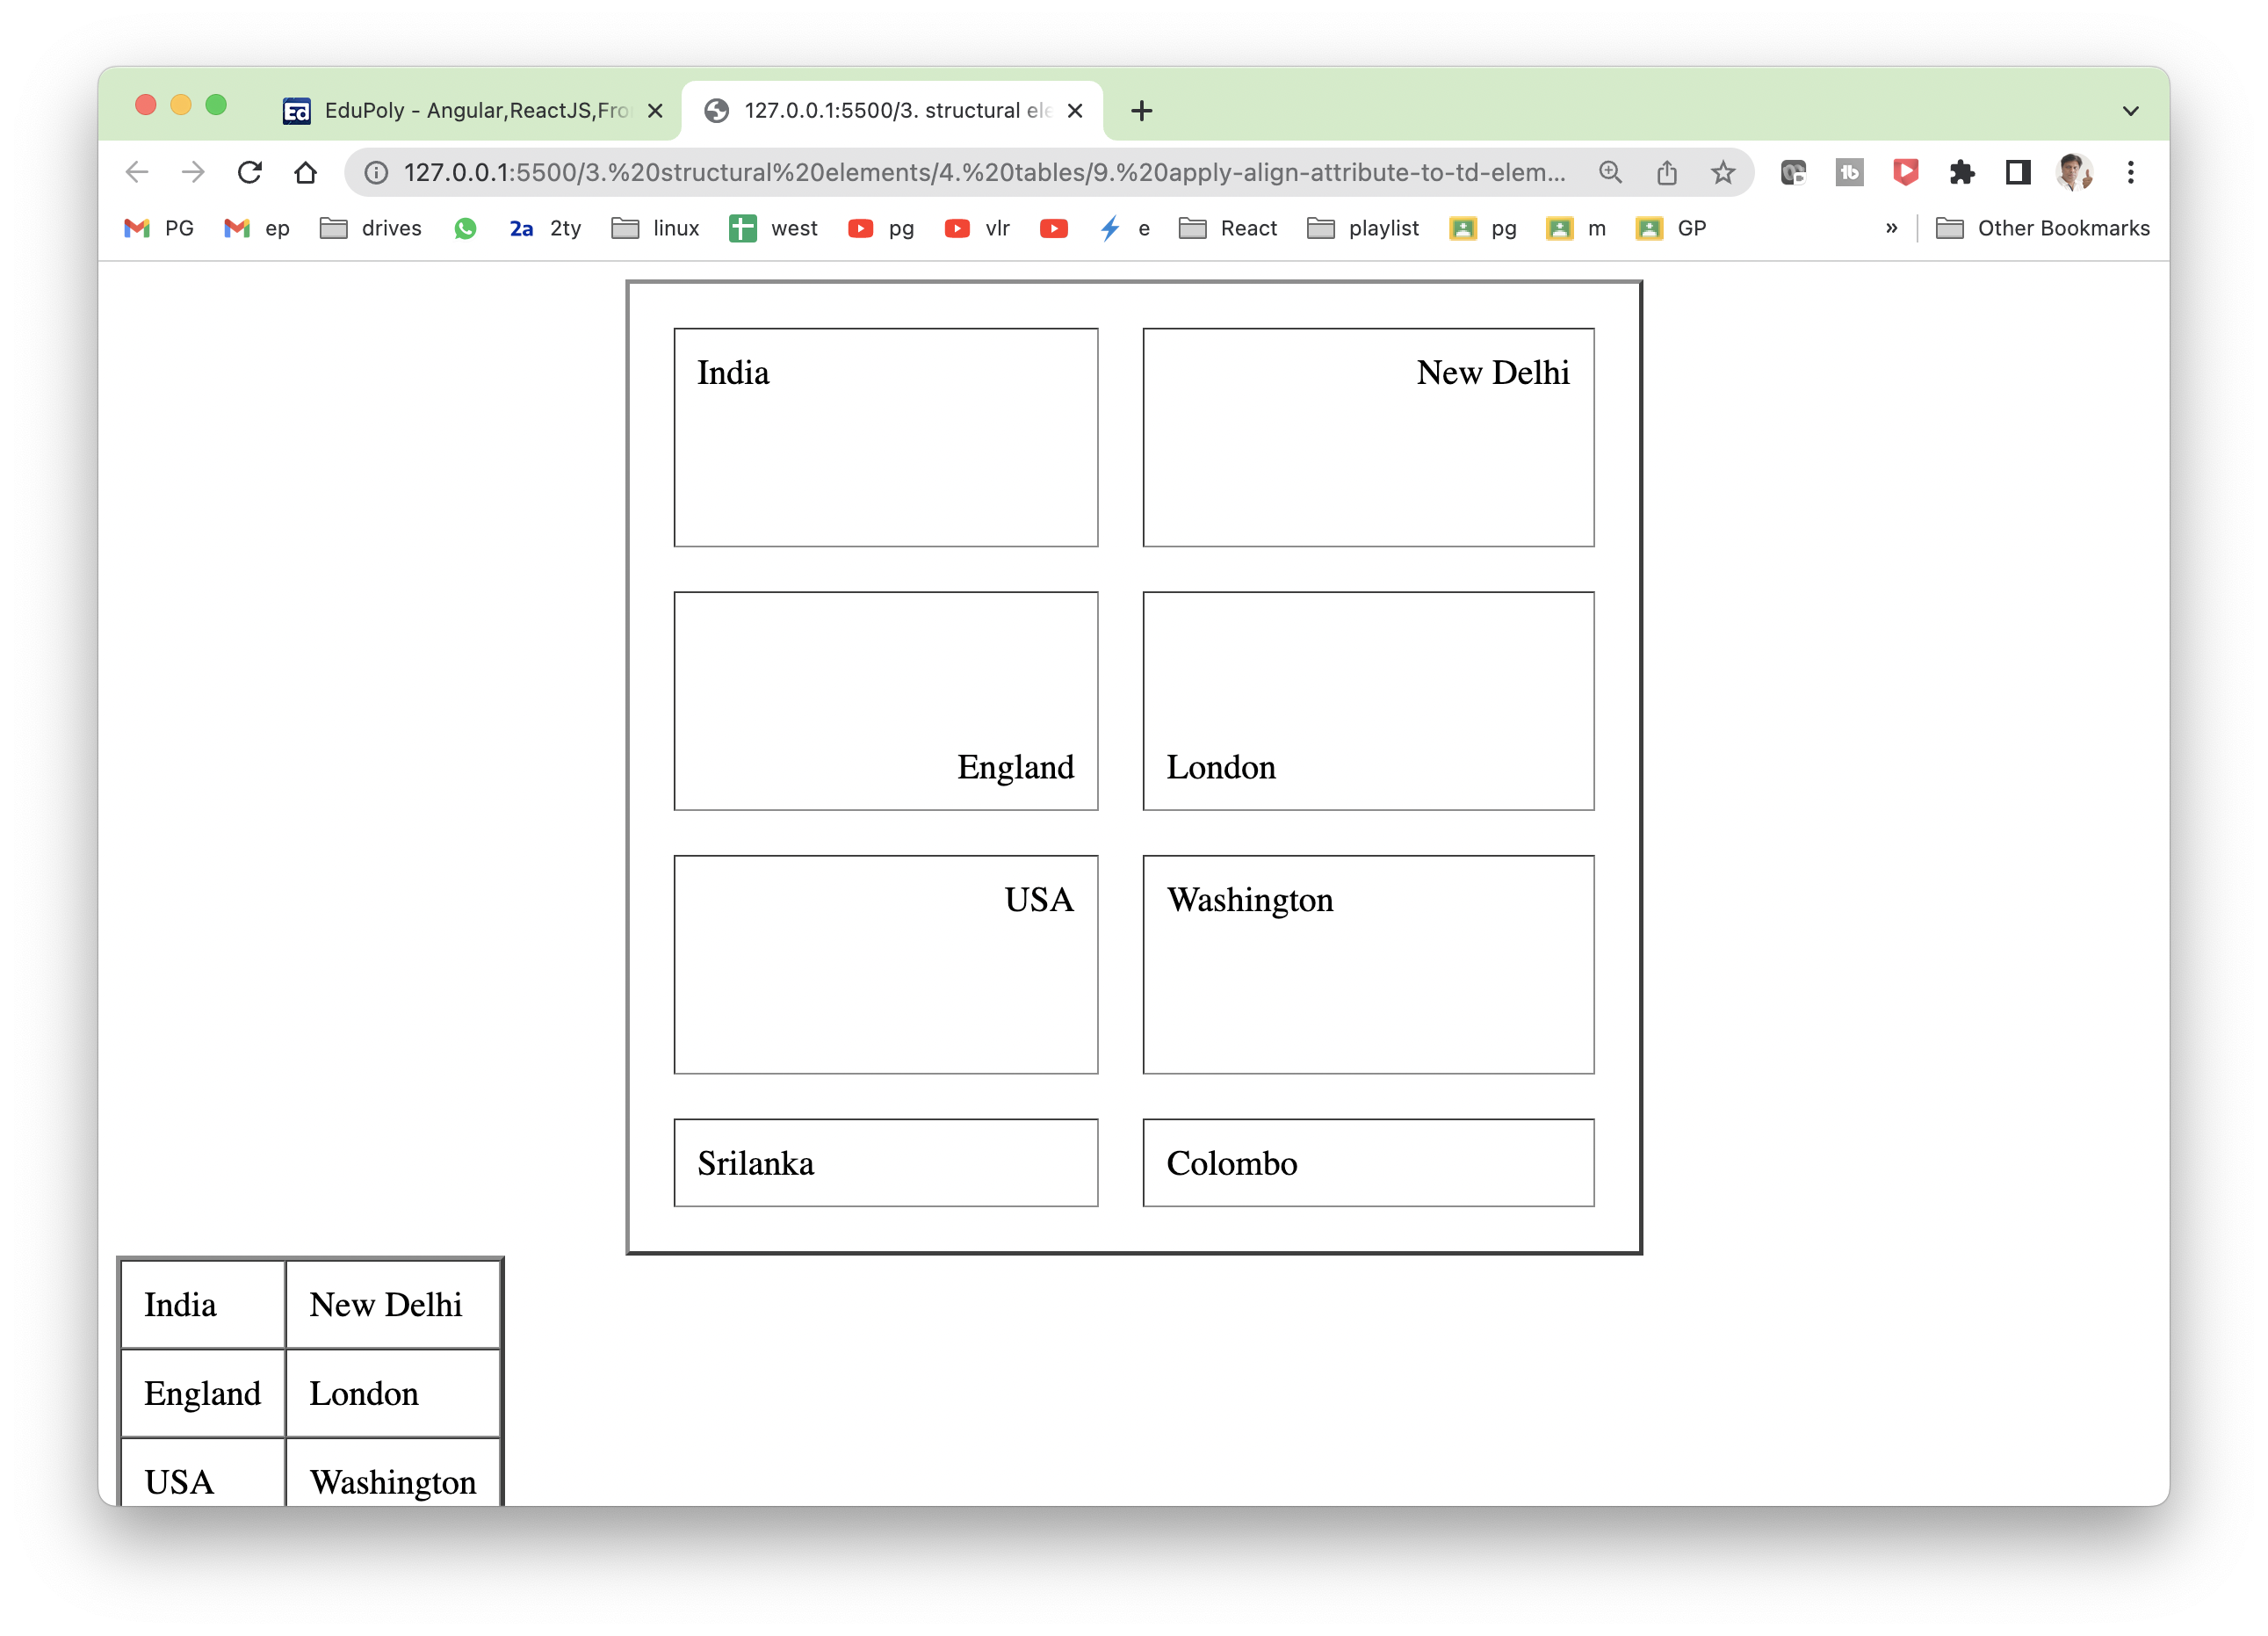 Ed EduPoly - Angular,ReactJS,Fro
127.0.0.1:5500/3. structural ele
127.0.0.1:5500/3.%20structural%20elements/4.%20tables/9.%20apply-align-attribute-to-td-elem...
PG ep drives 2a 2ty linux west pg vlr e React playlist pg m GP » Other Bookmarks
India New Delhi
England London
USA Washington
Srilanka Colombo
India New Delhi
England London
USA Washington